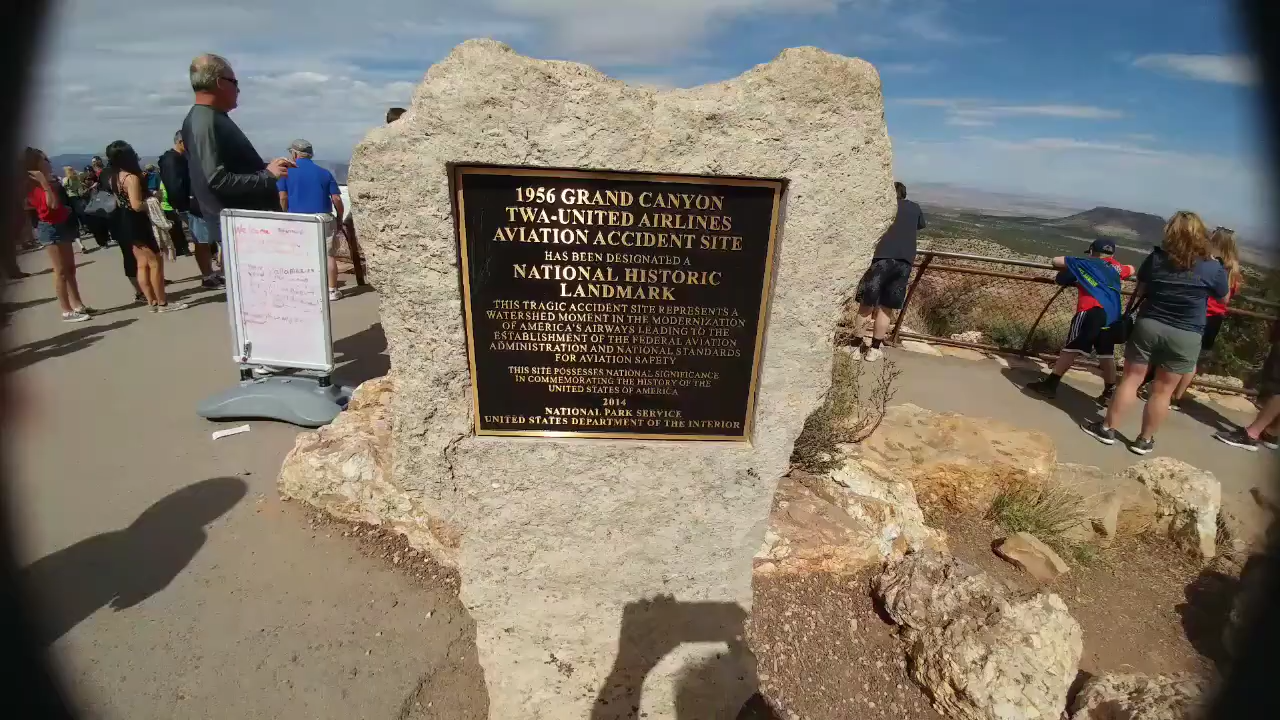 1956 GRAND CANYON
TWA-UNITED AIRLINES
AVIATION ACCIDENT SITE
HAS BEEN DESIGNATED A
NATIONAL HISTORIC
LANDMARK
THIS TRAGIC ACCIDENT SITE REPRESENTS A
WATERSHED MOMENT IN THE MODERNIZATION
OF AMERICA'S AIRWAYS LEADING TO THE
ESTABLISHMENT OF THE FEDERAL AVIATION
ADMINISTRATION AND NATIONAL STANDARDS
FOR AVIATION SAFETY
THIS SITE POSSESSES NATIONAL SIGNIFICANCE
IN COMMEMORATING THE HISTORY OF THE
UNITED STATES OF AMERICA
2014
NATIONAL PARK SERVICE
UNITED STATES DEPARTMENT OF THE INTERIOR
Welcome